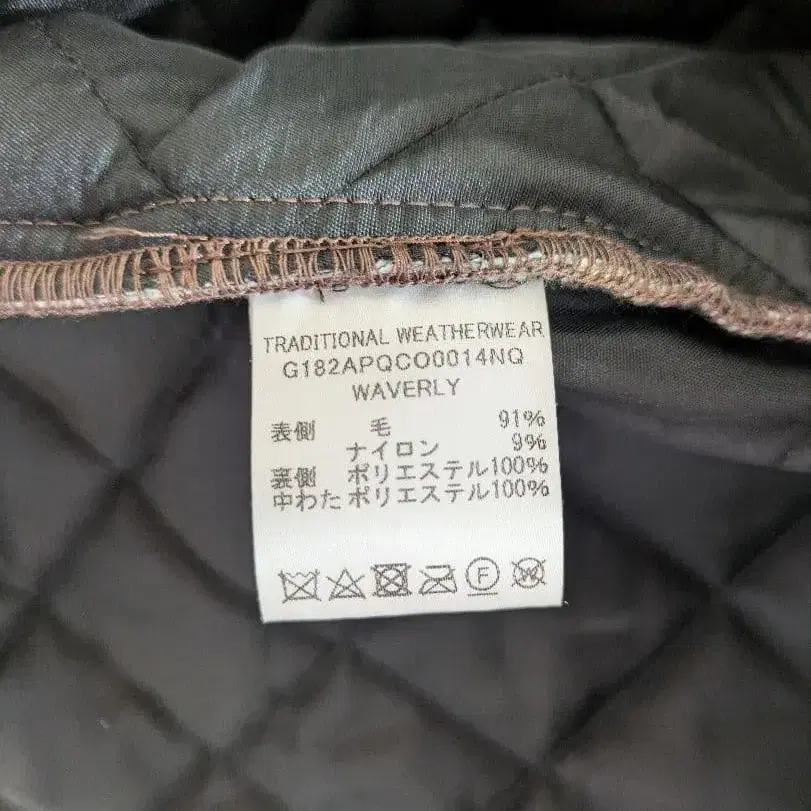 TRADITIONAL WEATHERWEAR
G182APQCO0014NQ
WAVERLY
表側 毛 91%
ナイロン 9%
裏側 ポリエステル100%
中わた ポリエステル100%
F W